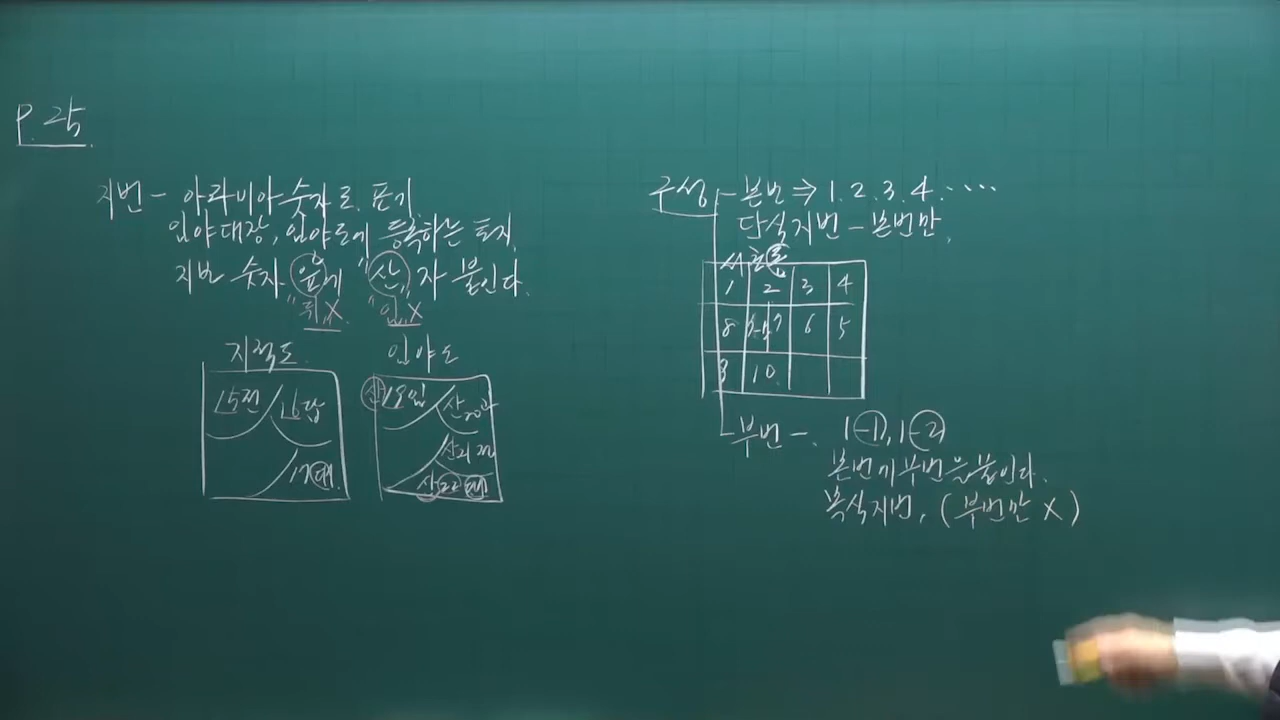 P. 25
지번 - 아라비아 숫자로 표기
임야대장, 임야도에 등록하는 토지
지번 숫자 앞에 "산" 자 붙인다.
"뒤" X "임" X
지적도 임야도
15전 16답 17대
산18임 산20과 산21전 산22대
구성 - 본번 ⇒ 1. 2. 3. 4. ....
단식지번 - 본번만.
1 2 3 4
8 7 6 5
10
부번 - 1-1, 1-2
본번에 부번을 붙인다.
복식지번. (부번만 X)